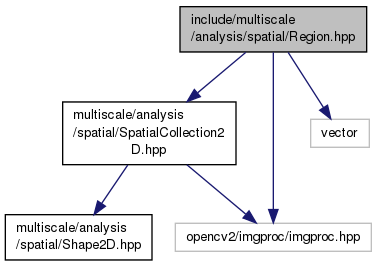 include/multiscale
/analysis/spatial/Region.hpp
multiscale/analysis
/spatial/SpatialCollection2
D.hpp
vector
multiscale/analysis
/spatial/Shape2D.hpp
opencv2/imgproc/imgproc.hpp